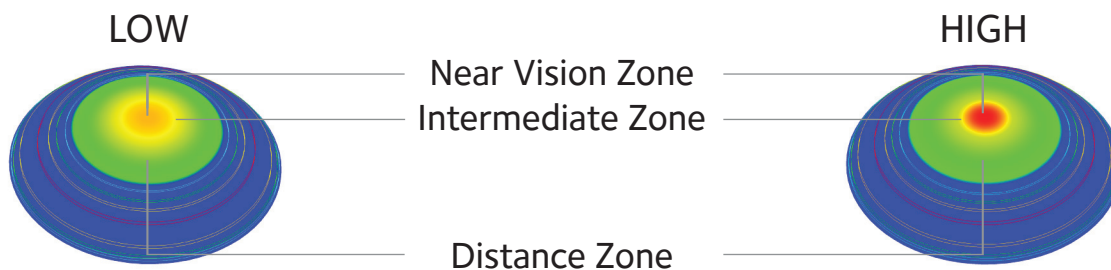 LOW
HIGH
Near Vision Zone
Intermediate Zone
Distance Zone